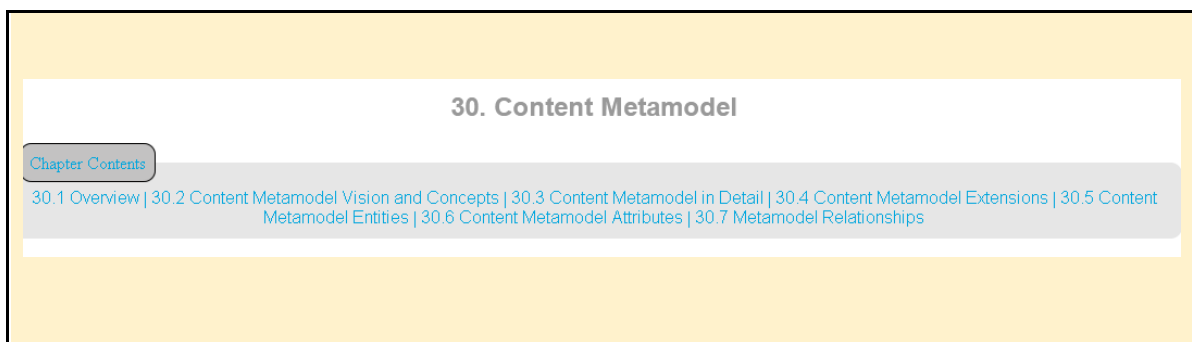 30. Content Metamodel
Chapter Contents
30.1 Overview | 30.2 Content Metamodel Vision and Concepts | 30.3 Content Metamodel in Detail | 30.4 Content Metamodel Extensions | 30.5 Content
Metamodel Entities | 30.6 Content Metamodel Attributes | 30.7 Metamodel Relationships